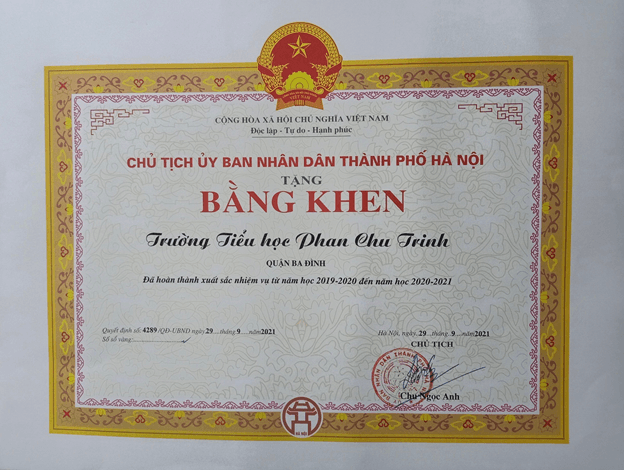 CỘNG HÒA XÃ HỘI CHỦ NGHĨA VIỆT NAM
Độc lập - Tự do - Hạnh phúc
CHỦ TỊCH ỦY BAN NHÂN DÂN THÀNH PHỐ HÀ NỘI
TẶNG
BẰNG KHEN
Trường Tiểu học Phan Chu Trinh
QUẬN BA ĐÌNH
Đã hoàn thành xuất sắc nhiệm vụ từ năm học 2019-2020 đến năm học 2020-2021
Quyết định số: 4289/QĐ-UBND ngày 29 tháng 9 năm 2021
Số sổ vàng:
Hà Nội, ngày 29 tháng 9 năm 2021
CHỦ TỊCH
Chu Ngọc Anh
HÀ NỘI